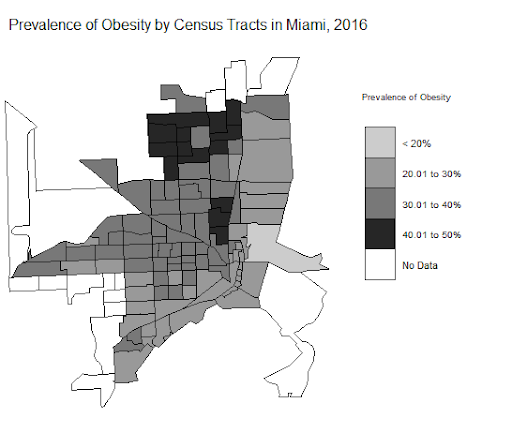 Prevalence of Obesity by Census Tracts in Miami, 2016
Prevalence of Obesity
< 20%
20.01 to 30%
30.01 to 40%
40.01 to 50%
No Data